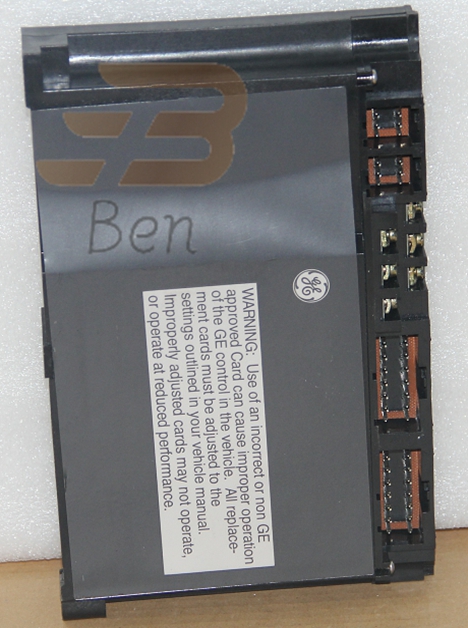 Ben
GE
WARNING:  Use of an incorrect or non GE
approved Card can cause improper operation
of the GE control in the vehicle.  All replace-
ment cards must be adjusted to the
settings outlined in your vehicle manual.
Improperly adjusted cards may not operate,
or operate at reduced performance.